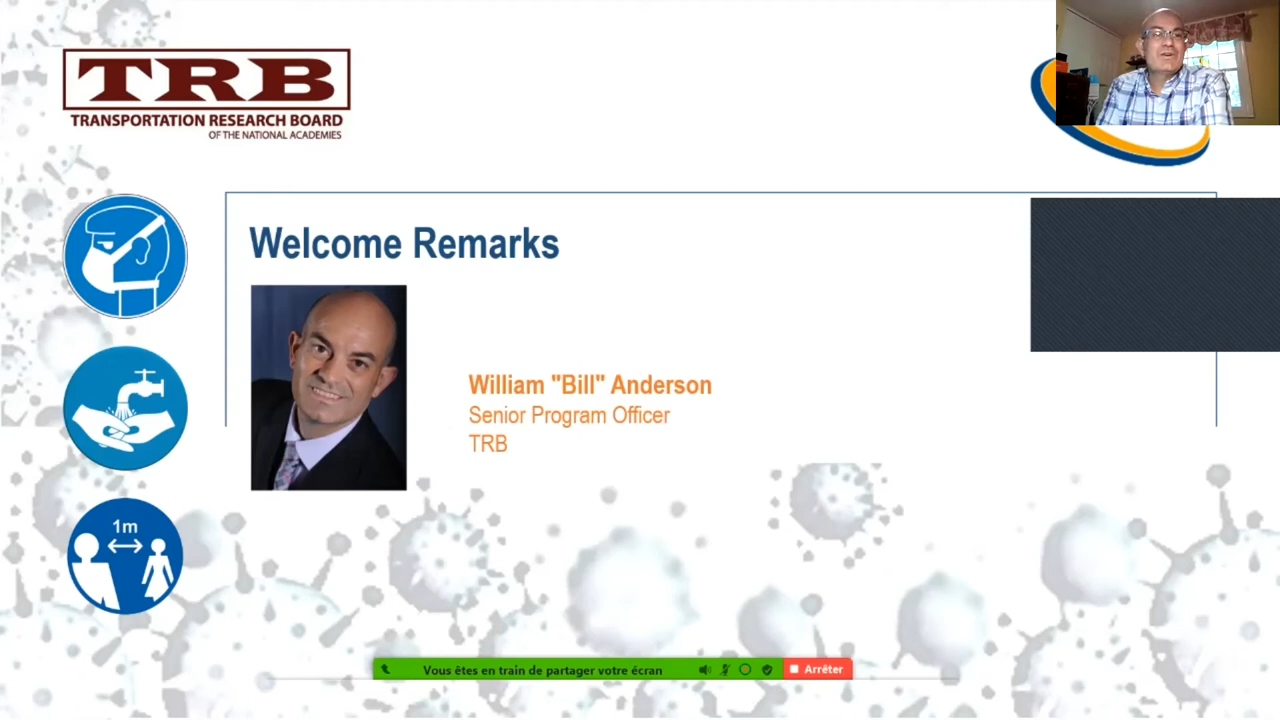 TRB
TRANSPORTATION RESEARCH BOARD
OF THE NATIONAL ACADEMIES
Welcome Remarks
William "Bill" Anderson
Senior Program Officer
TRB
1m
Vous êtes en train de partager votre écran
Arrêter